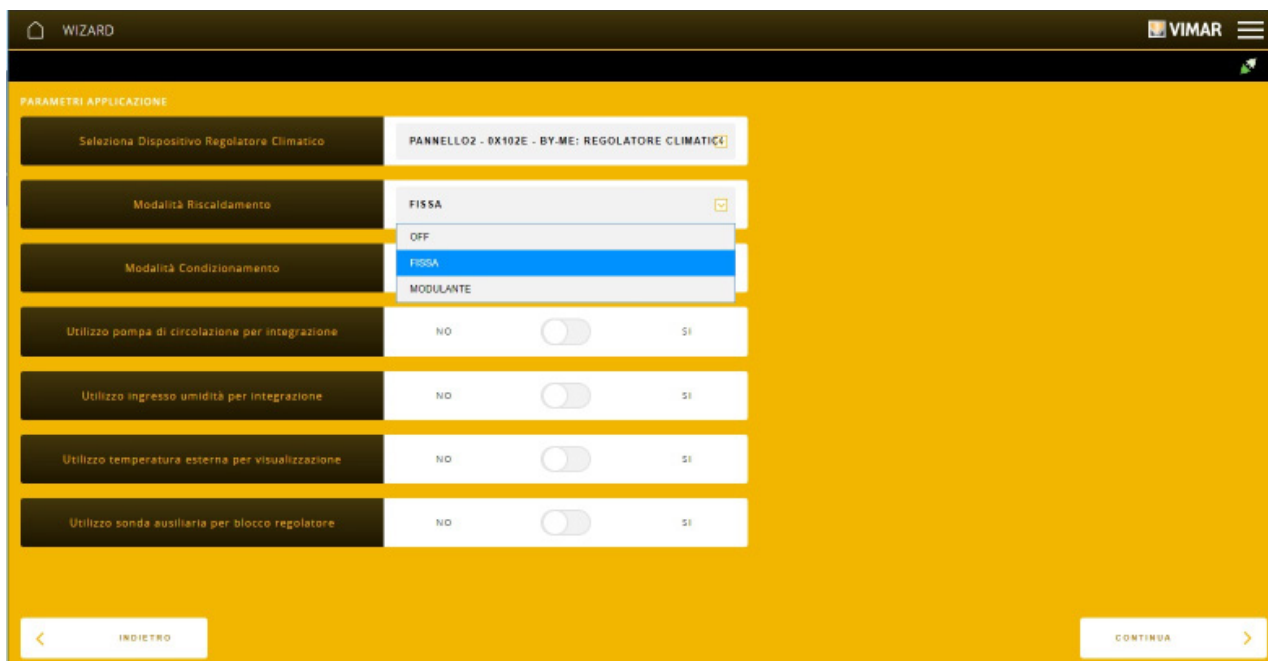 WIZARD
VIMAR
PARAMETRI APPLICAZIONE
Seleziona Dispositivo Regolatore Climatico
PANNELLO2 - 0X102E - BY-ME: REGOLATORE CLIMATIC
Modalità Riscaldamento
FISSA
OFF
FISSA
MODULANTE
Modalità Condizionamento
Utilizzo pompa di circolazione per integrazione
NO SI
Utilizzo ingresso umidità per integrazione
NO SI
Utilizzo temperatura esterna per visualizzazione
NO SI
Utilizzo sonda ausiliaria per blocco regolatore
NO SI
INDIETRO
CONTINUA